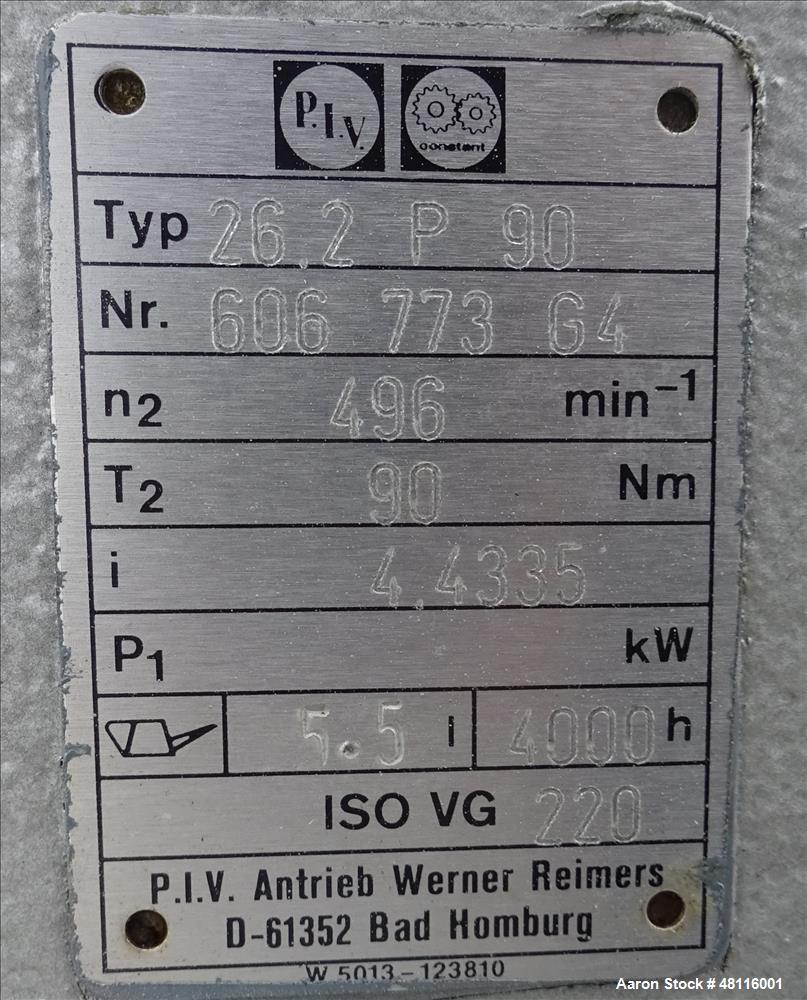 P.I.V.
constant
Typ 26.2 P 90
Nr. 606 773 G4
n2 496 min⁻¹
T2 90 Nm
i 4.4335
P1 kW
5.5 l 4000 h
ISO VG 220
P.I.V. Antrieb Werner Reimers
D-61352 Bad Homburg
W 5013-123810
Aaron Stock # 48116001